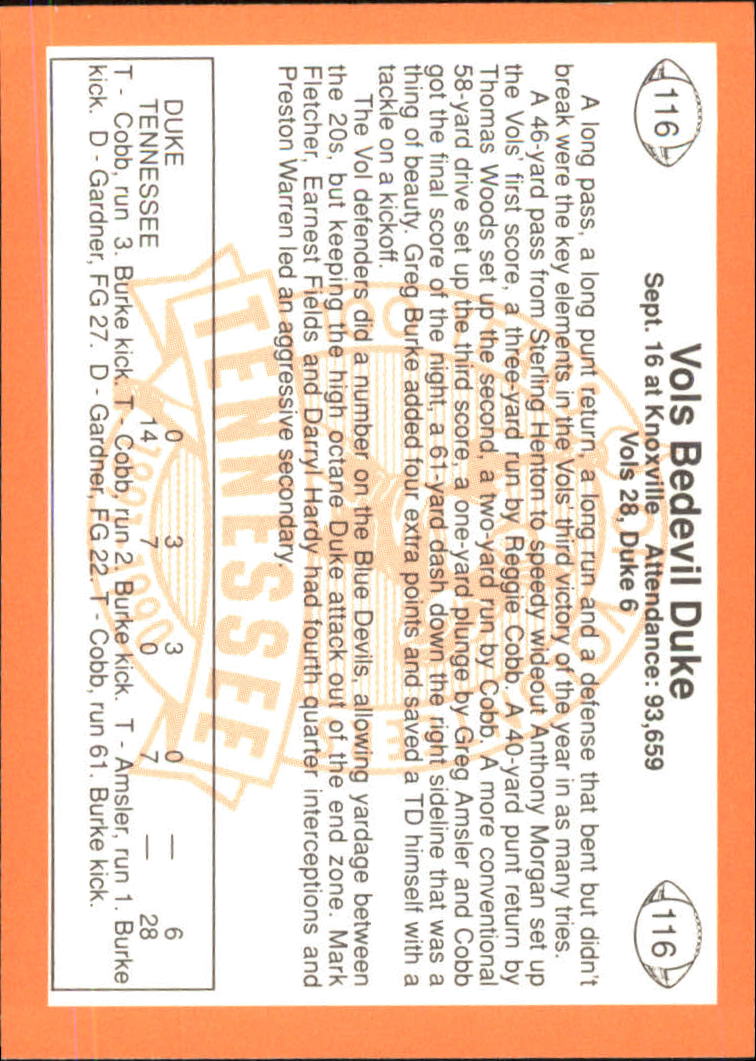 116
Vols Bedevil Duke
116
Sept. 16 at Knoxville Attendance: 93,659
Vols 28, Duke 6
A long pass, a long punt return, a long run and a defense that bent but didn't
break were the key elements in the Vols' third victory of the year in as many tries.
A 46-yard pass from Sterling Henton to speedy wideout Anthony Morgan set up
the Vols' first score, a three-yard run by Reggie Cobb. A 40-yard punt return by
Thomas Woods set up the second, a two-yard run by Cobb. A more conventional
58-yard drive set up the third score, a one-yard plunge by Greg Amsler and Cobb
got the final score of the night, a 61-yard dash down the right sideline that was a
thing of beauty. Greg Burke added four extra points and saved a TD himself with a
tackle on a kickoff.
The Vol defenders did a number on the Blue Devils, allowing yardage between
the 20s, but keeping the high octane Duke attack out of the end zone. Mark
Fletcher, Earnest Fields and Darryl Hardy had fourth quarter interceptions and
Preston Warren led an aggressive secondary.
DUKE 0 3 3 0 — 6
TENNESSEE 14 7 0 7 — 28
T - Cobb, run 3. Burke kick. T - Cobb, run 2. Burke kick. T - Amsler, run 1. Burke
kick. D - Gardner, FG 27. D - Gardner, FG 22. T - Cobb, run 61. Burke kick.
100 YEARS OF VOLUNTEERS
TENNESSEE
1891-1990